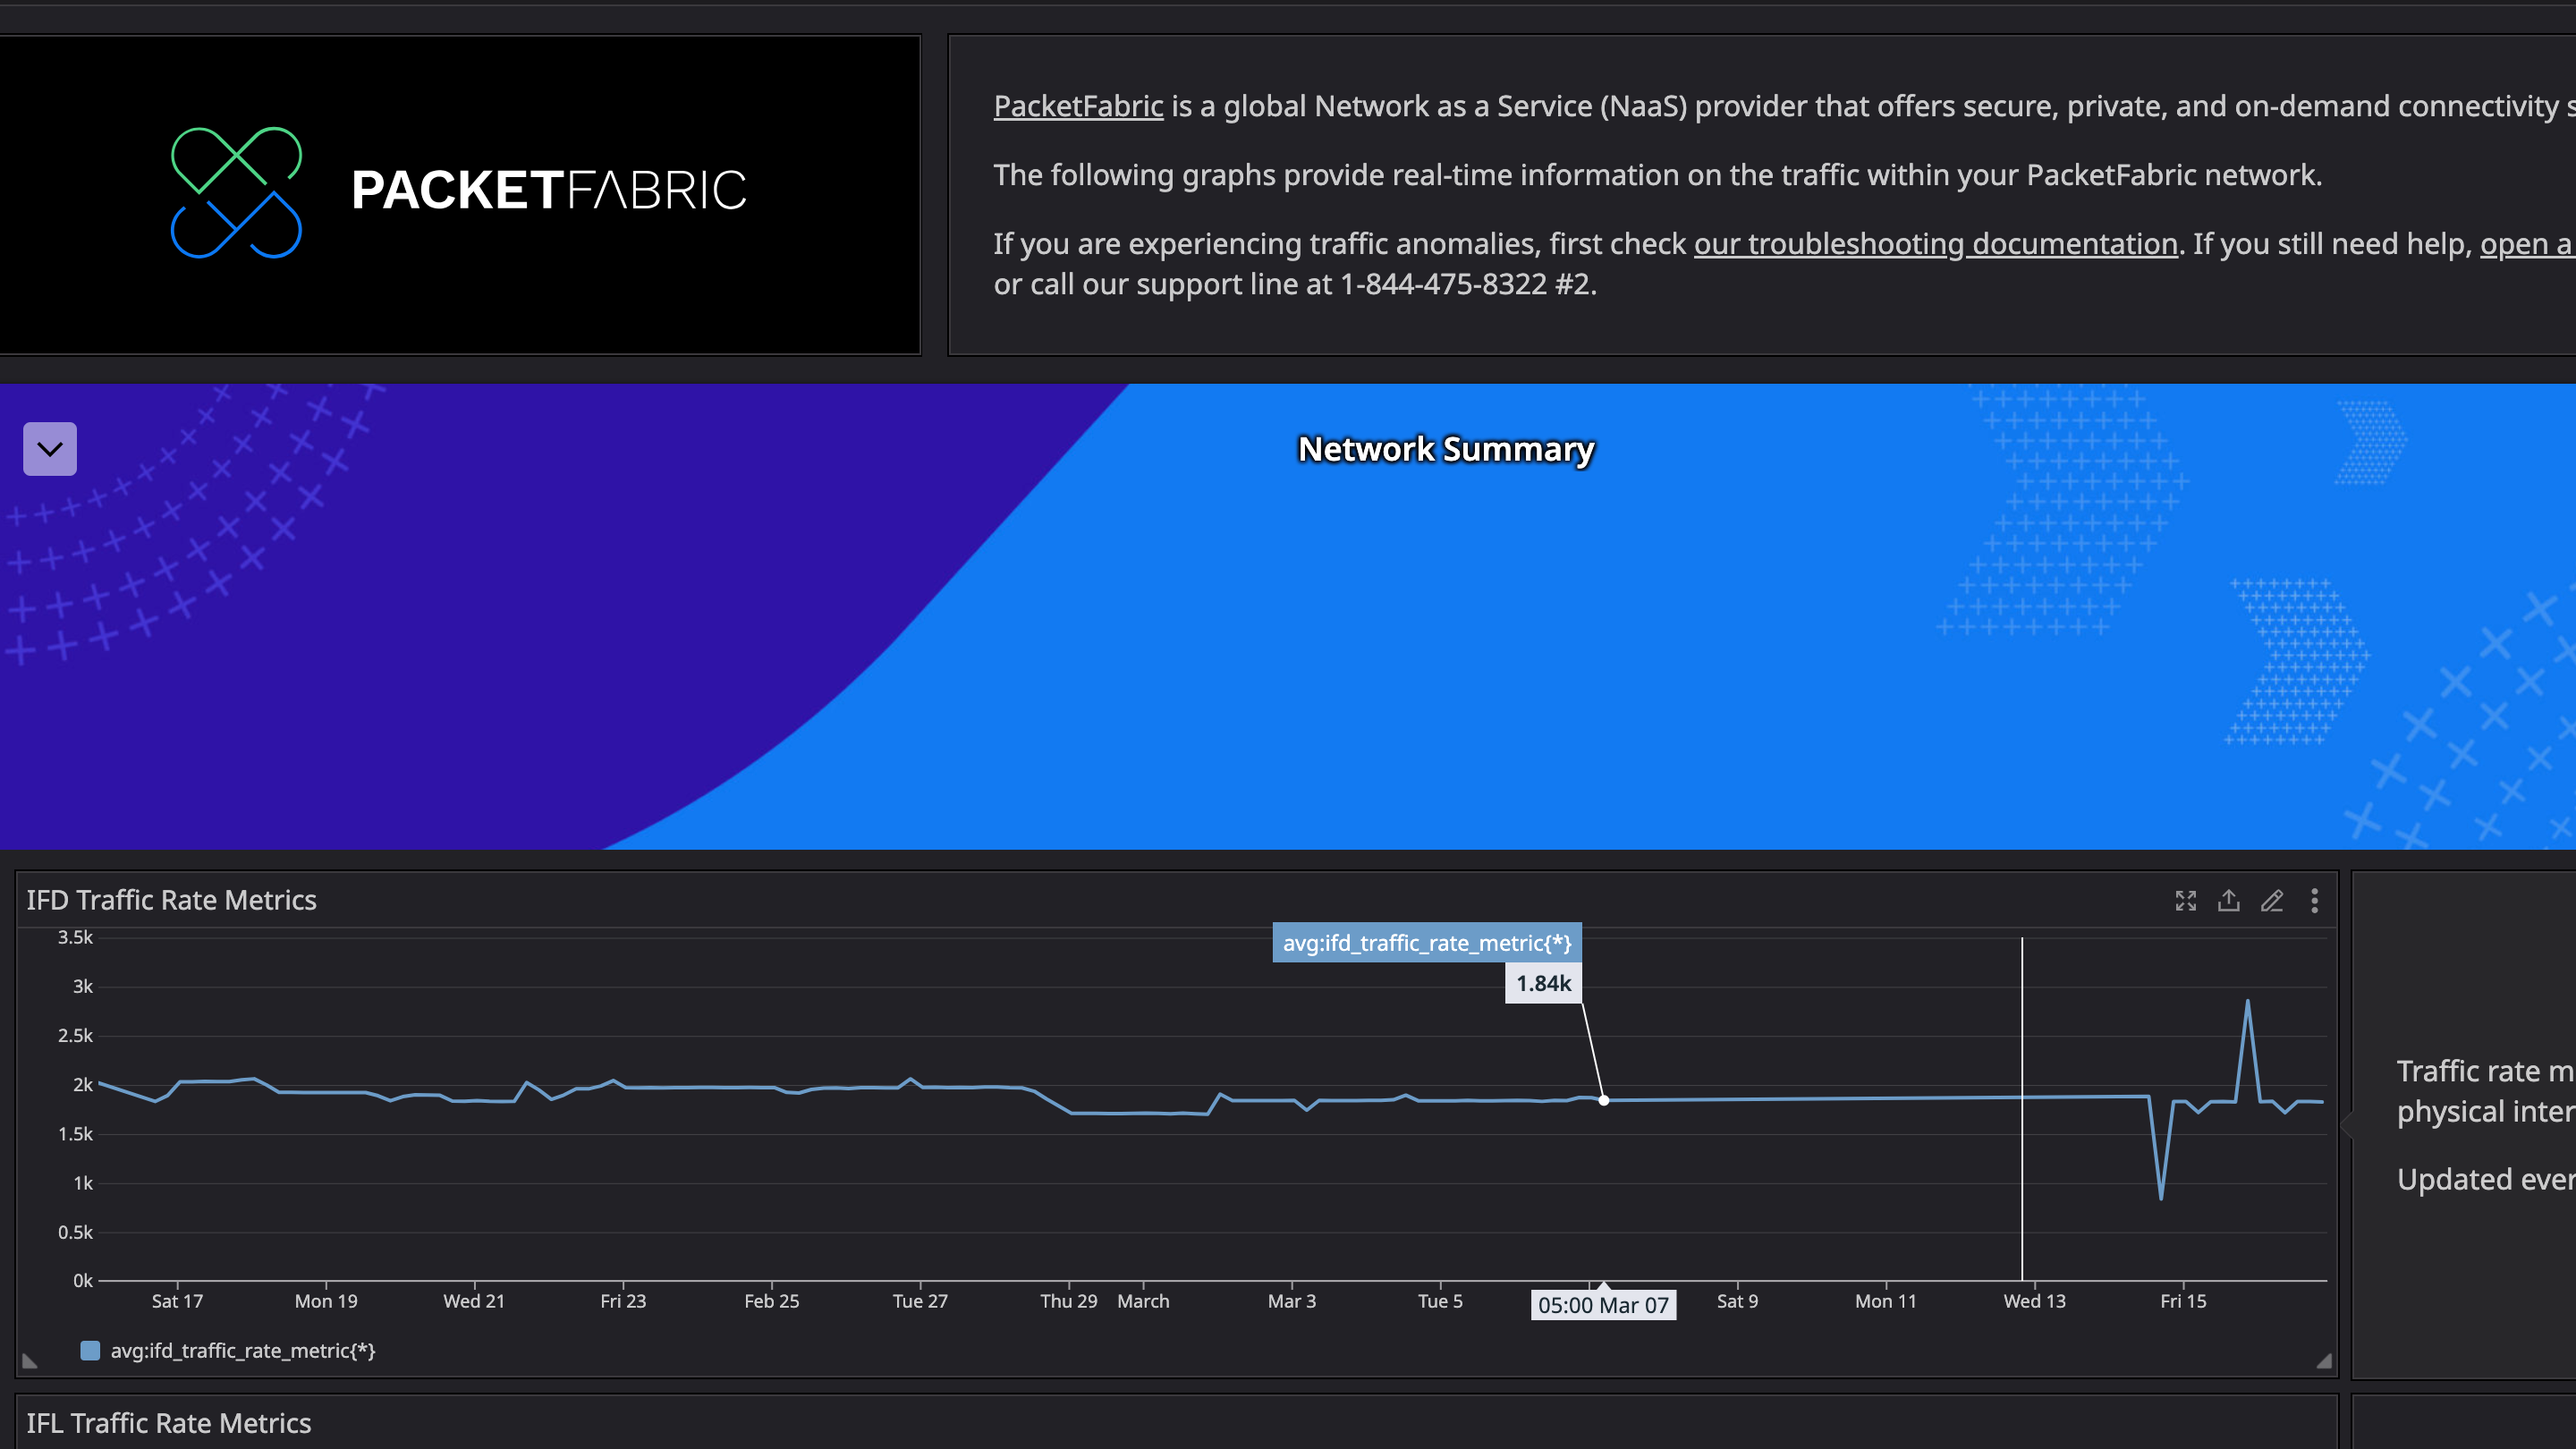 PACKETFABRIC
PacketFabric is a global Network as a Service (NaaS) provider that offers secure, private, and on-demand connectivity s
The following graphs provide real-time information on the traffic within your PacketFabric network.
If you are experiencing traffic anomalies, first check our troubleshooting documentation. If you still need help, open a
or call our support line at 1-844-475-8322 #2.
Network Summary
IFD Traffic Rate Metrics
3.5k
3k
2.5k
2k
1.5k
1k
0.5k
0k
avg:ifd_traffic_rate_metric{*}
1.84k
Sat 17 Mon 19 Wed 21 Fri 23 Feb 25 Tue 27 Thu 29 March Mar 3 Tue 5 05:00 Mar 07 Sat 9 Mon 11 Wed 13 Fri 15
avg:ifd_traffic_rate_metric{*}
Traffic rate m
physical inter
Updated ever
IFL Traffic Rate Metrics